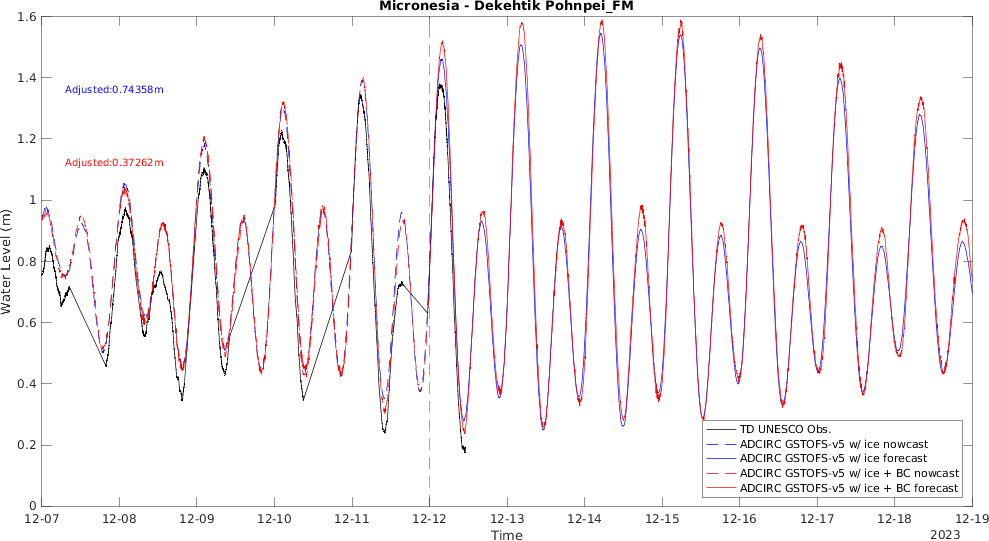 Micronesia - Dekehtik Pohnpei_FM
1.6
1.4
1.2
1
0.8
0.6
0.4
0.2
0
Water Level (m)
Adjusted:0.74358m
Adjusted:0.37262m
TD UNESCO Obs.
ADCIRC GSTOFS-v5 w/ ice nowcast
ADCIRC GSTOFS-v5 w/ ice forecast
ADCIRC GSTOFS-v5 w/ ice + BC nowcast
ADCIRC GSTOFS-v5 w/ ice + BC forecast
12-07 12-08 12-09 12-10 12-11 12-12 12-13 12-14 12-15 12-16 12-17 12-18 12-19
Time
2023